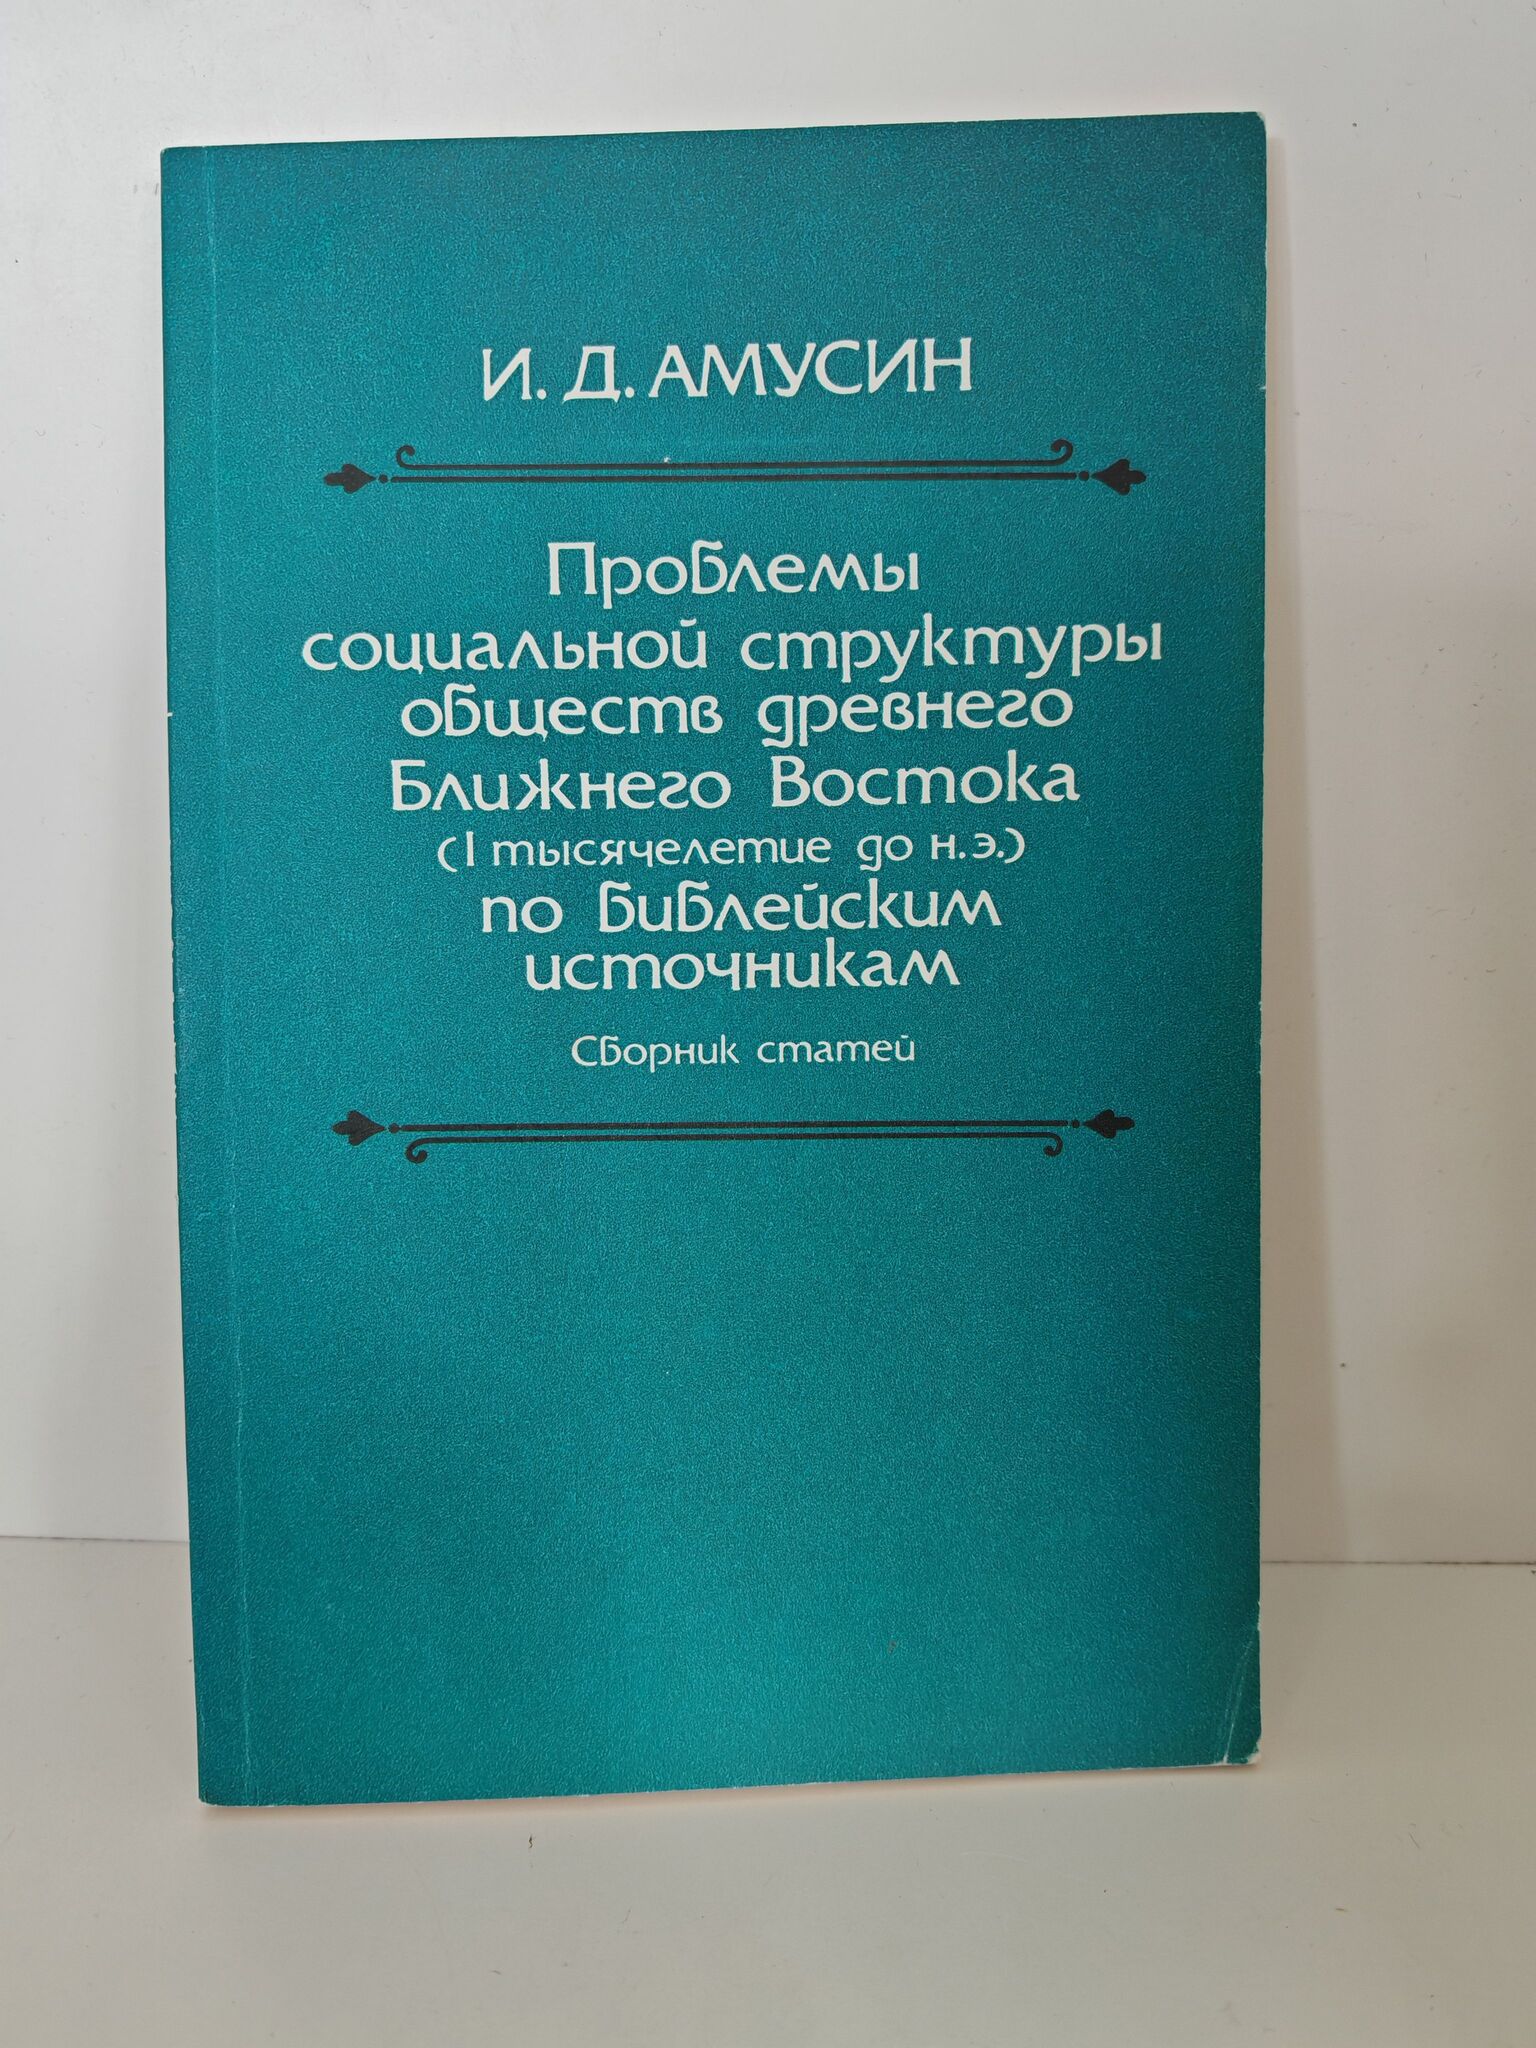 И. Д. АМУСИН
Проблемы
социальной структуры
обществ древнего
Ближнего Востока
(I тысячелетие до н.э.)
по библейским
источникам
Сборник статей